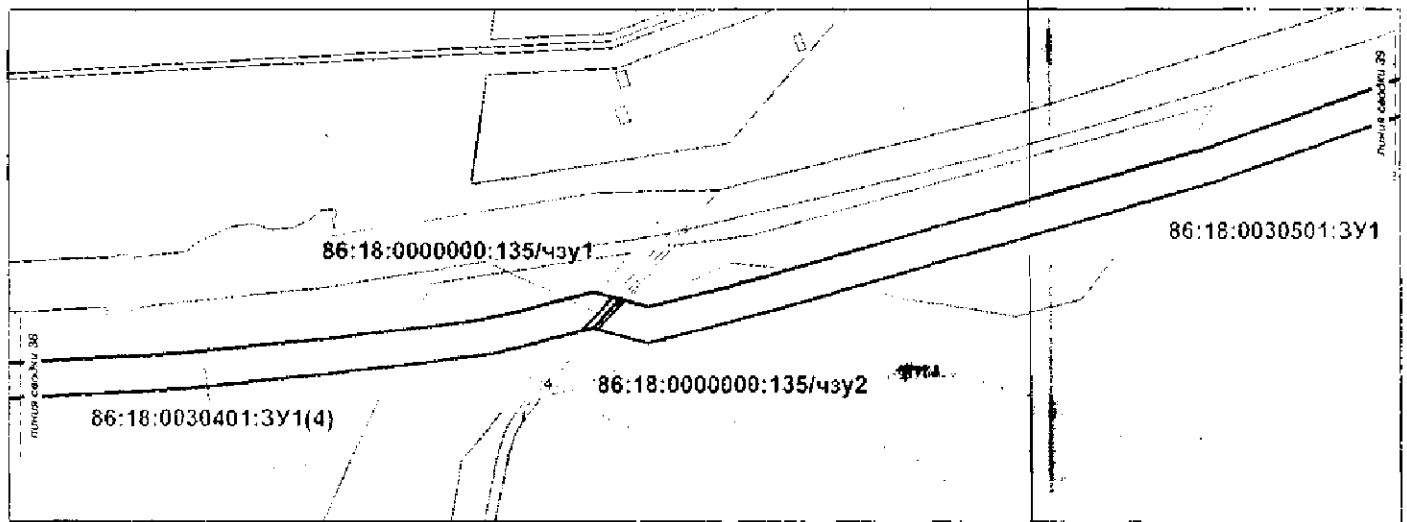 линия сводки 39
86:18:0030501:ЗУ1
86:18:0000000:135/чзу1
линия сводки 38
86:18:0000000:135/чзу2
86:18:0030401:ЗУ1(4)